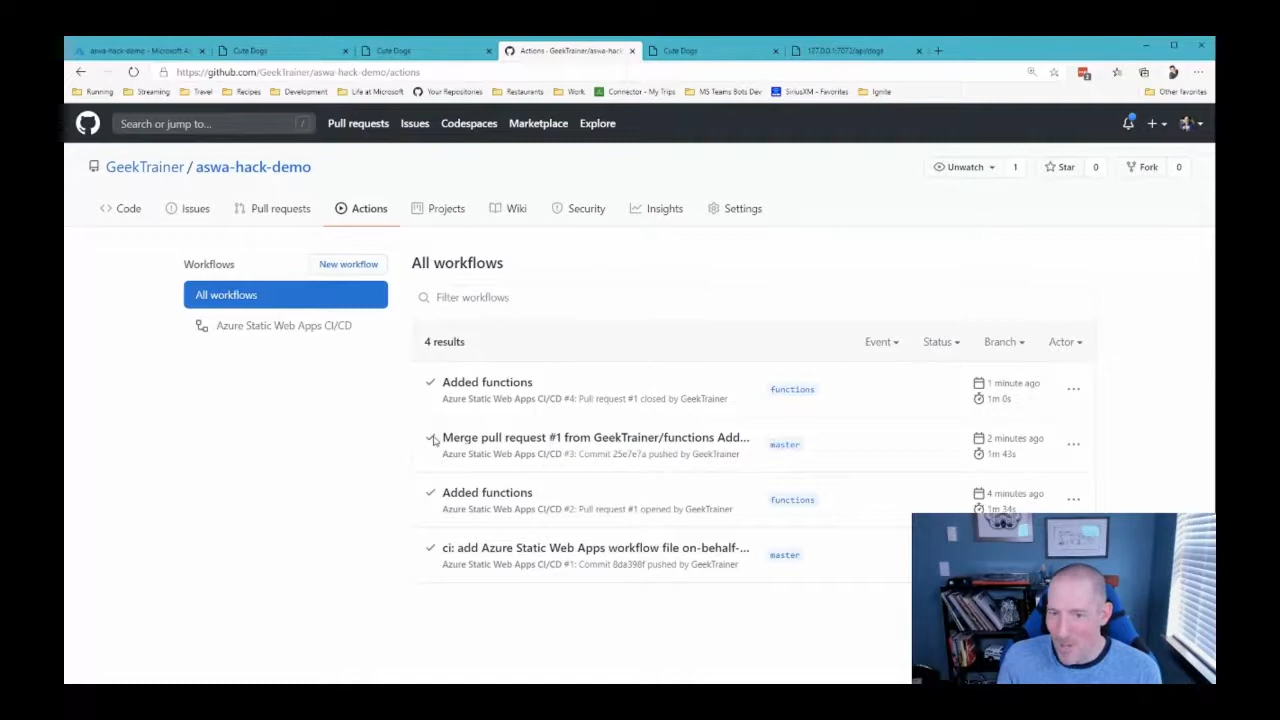 aswa-hack-demo - Microsoft A
Cute Dogs
Cute Dogs
Actions - GeekTrainer/aswa-hack
Cute Dogs
127.0.0.1:7072/api/dogs
https://github.com/GeekTrainer/aswa-hack-demo/actions
Running
Streaming
Travel
Recipes
Development
Life at Microsoft
Your Repositories
Restaurants
Work
Connector - My Trips
MS Teams Bots Dev
SiriusXM - Favorites
Ignite
Other favorites
Search or jump to...
/
Pull requests
Issues
Codespaces
Marketplace
Explore
GeekTrainer / aswa-hack-demo
Unwatch 1
Star 0
Fork 0
Code
Issues
Pull requests
Actions
Projects
Wiki
Security
Insights
Settings
Workflows
New workflow
All workflows
Azure Static Web Apps CI/CD
All workflows
Filter workflows
4 results
Event
Status
Branch
Actor
Added functions
Azure Static Web Apps CI/CD #4: Pull request #1 closed by GeekTrainer
functions
1 minute ago
1m 0s
Merge pull request #1 from GeekTrainer/functions Add...
Azure Static Web Apps CI/CD #3: Commit 25e7e7a pushed by GeekTrainer
master
2 minutes ago
1m 43s
Added functions
Azure Static Web Apps CI/CD #2: Pull request #1 opened by GeekTrainer
functions
4 minutes ago
1m 34s
ci: add Azure Static Web Apps workflow file on-behalf-...
Azure Static Web Apps CI/CD #1: Commit 8da398f pushed by GeekTrainer
master